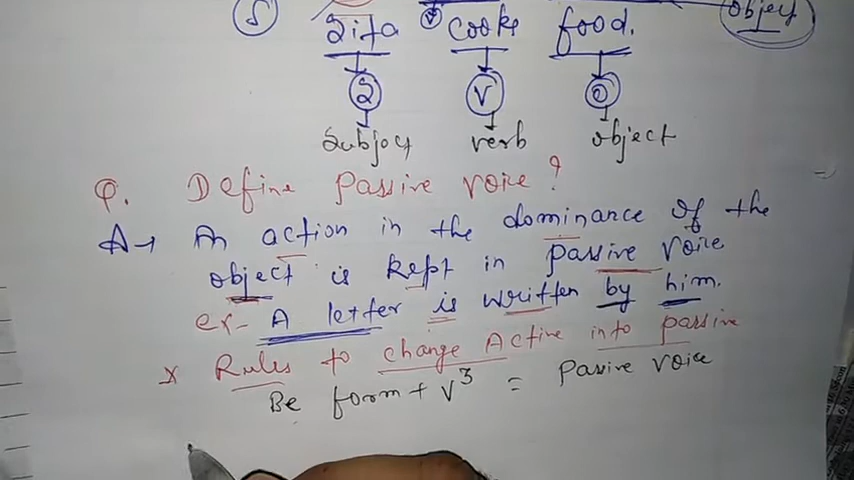 S
Sita V Cooks food. object
S V O
Subject verb object
Q. Define Passive voice ?
A→ An action in the dominance of the
object is kept in passive voice
ex- A letter is written by him.
x Rules to change Active into passive
Be form + V3 = Passive voice